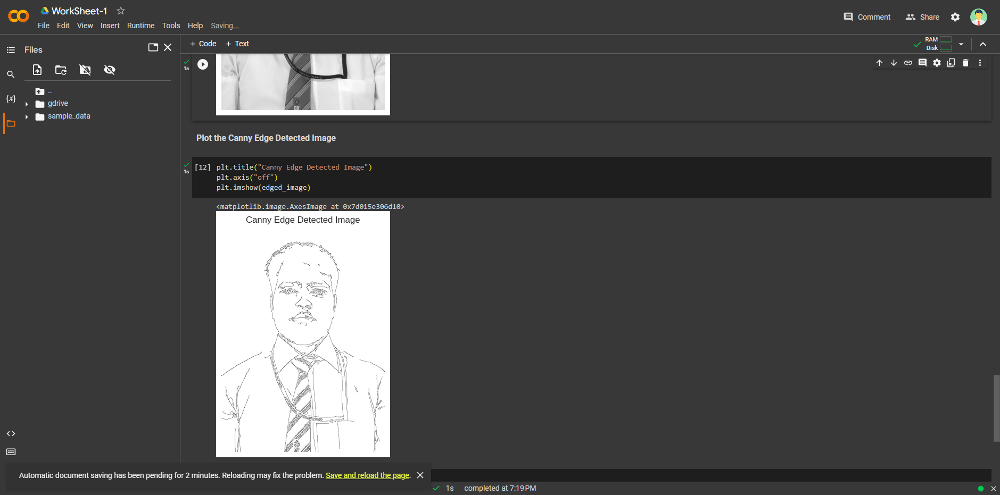 WorkSheet-1
File Edit View Insert Runtime Tools Help Saving...
Comment Share
Files
+ Code + Text
RAM
Disk
{x}
..
gdrive
sample_data
1s
CU
Plot the Canny Edge Detected Image
1s
[12] plt.title("Canny Edge Detected Image")
plt.axis("off")
plt.imshow(edged_image)
<matplotlib.image.AxesImage at 0x7d015e306d10>
Canny Edge Detected Image
CU
Automatic document saving has been pending for 2 minutes. Reloading may fix the problem. Save and reload the page.
1s completed at 7:19 PM